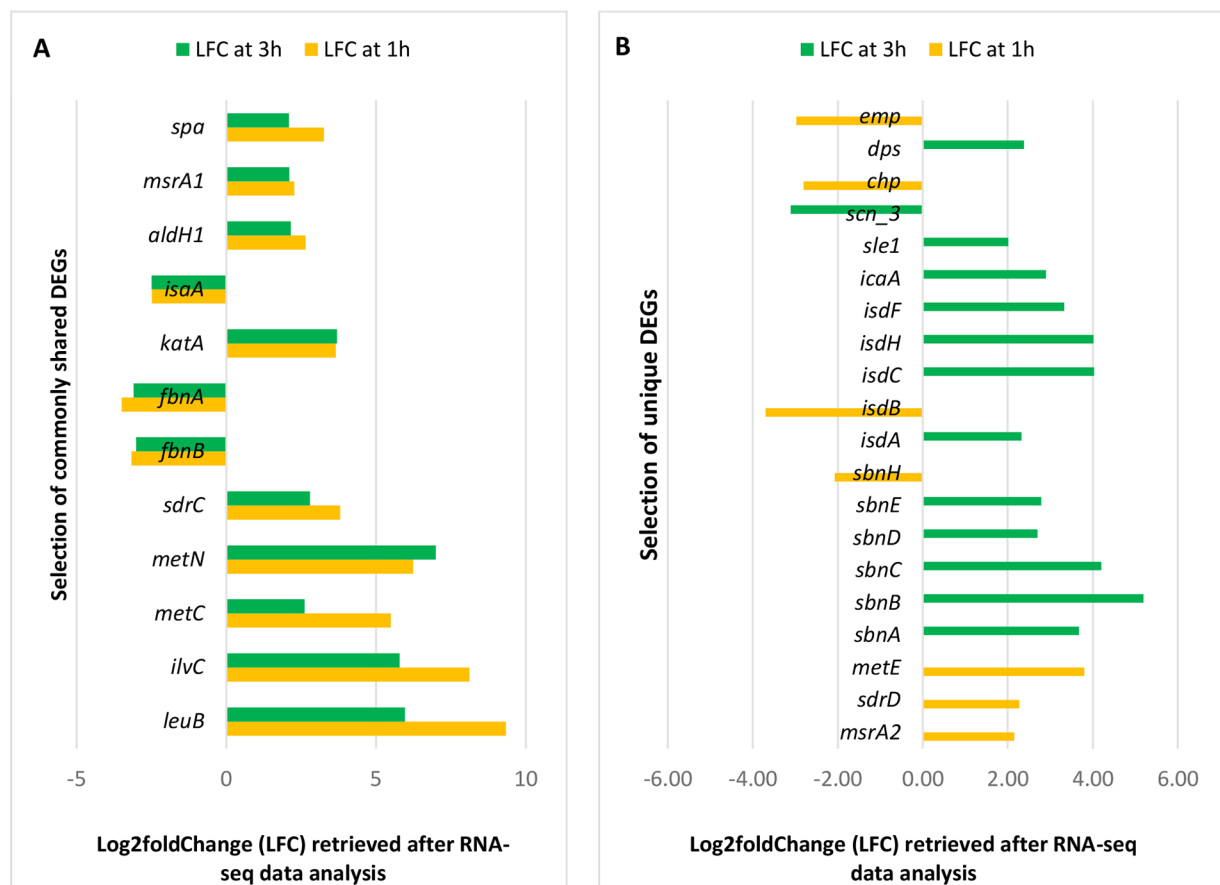 A
LFC at 3h
LFC at 1h
Selection of commonly shared DEGs
spa
msrA1
aldH1
isaA
katA
fbnA
fbnB
sdrC
metN
metC
ilvC
leuB
-5
0
5
10
Log2foldChange (LFC) retrieved after RNA-
seq data analysis
B
LFC at 3h
LFC at 1h
Selection of unique DEGs
emp
dps
chp
scn_3
sle1
icaA
isdF
isdH
isdC
isdB
isdA
sbnH
sbnE
sbnD
sbnC
sbnB
sbnA
metE
sdrD
msrA2
-6.00
-4.00
-2.00
0.00
2.00
4.00
6.00
Log2foldChange (LFC) retrieved after RNA-seq
data analysis